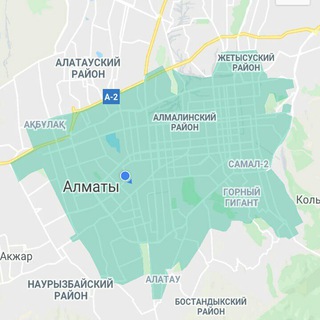 ЖЕТЫСУСКИЙ
РАЙОН
АЛАТАУСКИЙ
РАЙОН
А-2
АЛМАЛИНСКИЙ
РАЙОН
АҚБҰЛАҚ
САМАЛ-2
Алматы
ГОРНЫЙ
ГИГАНТ
Коль
Акжар
АЛАТАУ
НАУРЫЗБАЙСКИЙ
РАЙОН
БОСТАНДЫКСКИЙ
РАЙОН